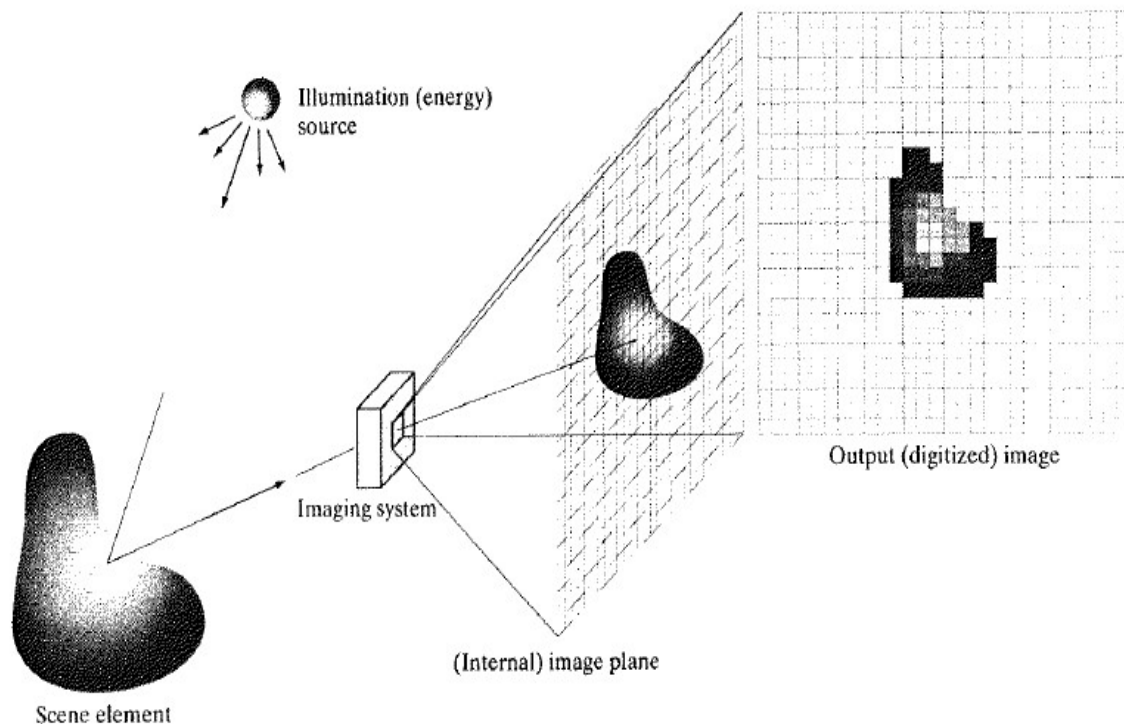 Illumination (energy)
source
Output (digitized) image
Imaging system
(Internal) image plane
Scene element